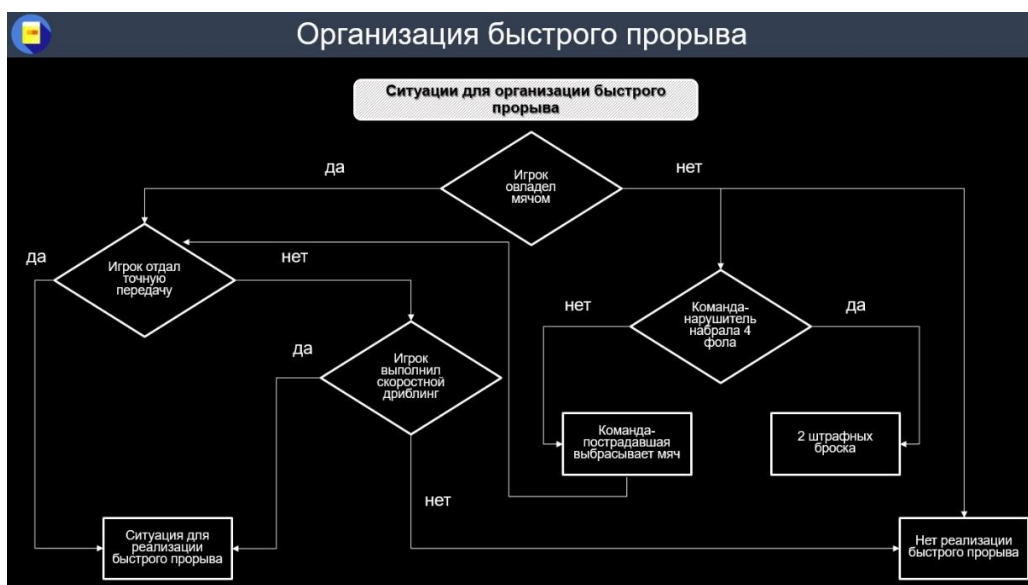 Организация быстрого прорыва
Ситуации для организации быстрого
прорыва
да
нет
Игрок
овладел
мячом
да
Игрок отдал
точную
передачу
нет
нет
Команда-
нарушитель
набрала 4
фола
да
да
Игрок
выполнил
скоростной
дриблинг
Команда-
пострадавшая
выбрасывает мяч
2 штрафных
броска
нет
Ситуация для
реализации
быстрого прорыва
Нет реализации
быстрого прорыва